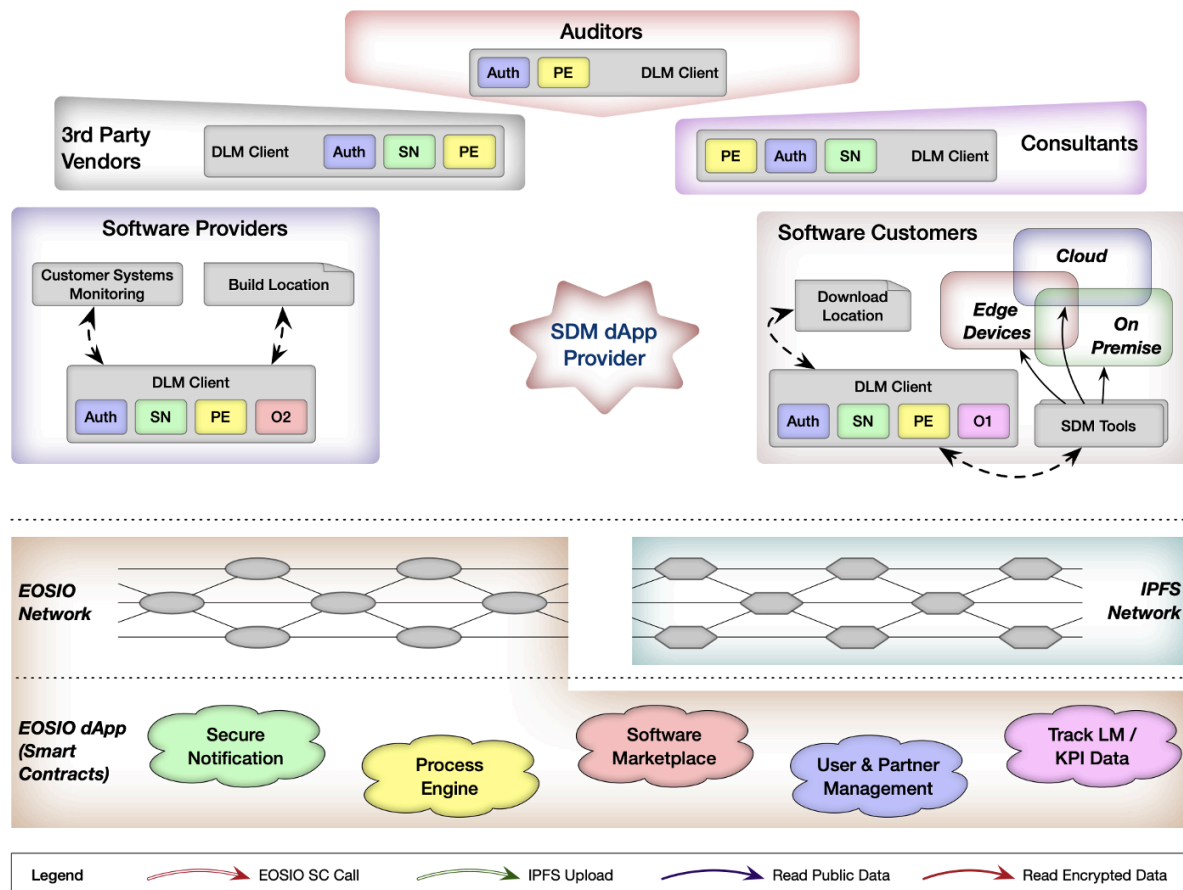 Auditors
Auth
PE
DLM Client
3rd Party
Vendors
DLM Client
Auth
SN
PE
PE
Auth
SN
DLM Client
Consultants
Software Providers
Customer Systems
Monitoring
Build Location
DLM Client
Auth
SN
PE
O2
SDM dApp
Provider
Software Customers
Cloud
Edge
Devices
On
Premise
Download
Location
DLM Client
Auth
SN
PE
O1
SDM Tools
EOSIO
Network
IPFS
Network
EOSIO dApp
(Smart
Contracts)
Secure
Notification
Process
Engine
Software
Marketplace
User & Partner
Management
Track LM /
KPI Data
Legend
EOSIO SC Call
IPFS Upload
Read Public Data
Read Encrypted Data